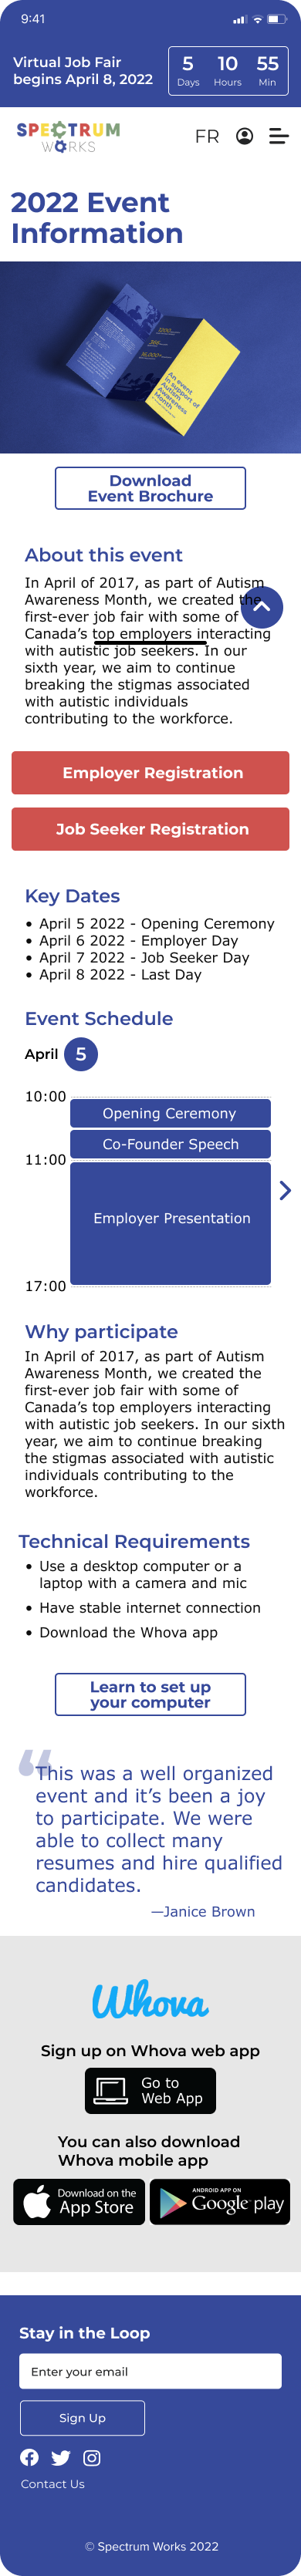 9:41
Virtual Job Fair
begins April 8, 2022
5 10 55
Days Hours Min
SPECTRUM
WORKS
FR
2022 Event
Information
An event
in support of
Autism
Awareness
Month
Download
Event Brochure
About this event
In April of 2017, as part of Autism
Awareness Month, we created the
first-ever job fair with some of
Canada’s top employers interacting
with autistic job seekers. In our
sixth year, we aim to continue
breaking the stigmas associated
with autistic individuals
contributing to the workforce.
Employer Registration
Job Seeker Registration
Key Dates
• April 5 2022 - Opening Ceremony
• April 6 2022 - Employer Day
• April 7 2022 - Job Seeker Day
• April 8 2022 - Last Day
Event Schedule
April 5
10:00
Opening Ceremony
Co-Founder Speech
11:00
Employer Presentation
17:00
Why participate
In April of 2017, as part of Autism
Awareness Month, we created the
first-ever job fair with some of
Canada’s top employers interacting
with autistic job seekers. In our sixth
year, we aim to continue breaking
the stigmas associated with autistic
individuals contributing to the
workforce.
Technical Requirements
• Use a desktop computer or a
laptop with a camera and mic
• Have stable internet connection
• Download the Whova app
Learn to set up
your computer
“
This was a well organized
event and it’s been a joy
to participate. We were
able to collect many
resumes and hire qualified
candidates.
—Janice Brown
Whova
Sign up on Whova web app
Go to
Web App
You can also download
Whova mobile app
Download on the
App Store
ANDROID APP ON
Google play
Stay in the Loop
Enter your email
Sign Up
Contact Us
© Spectrum Works 2022